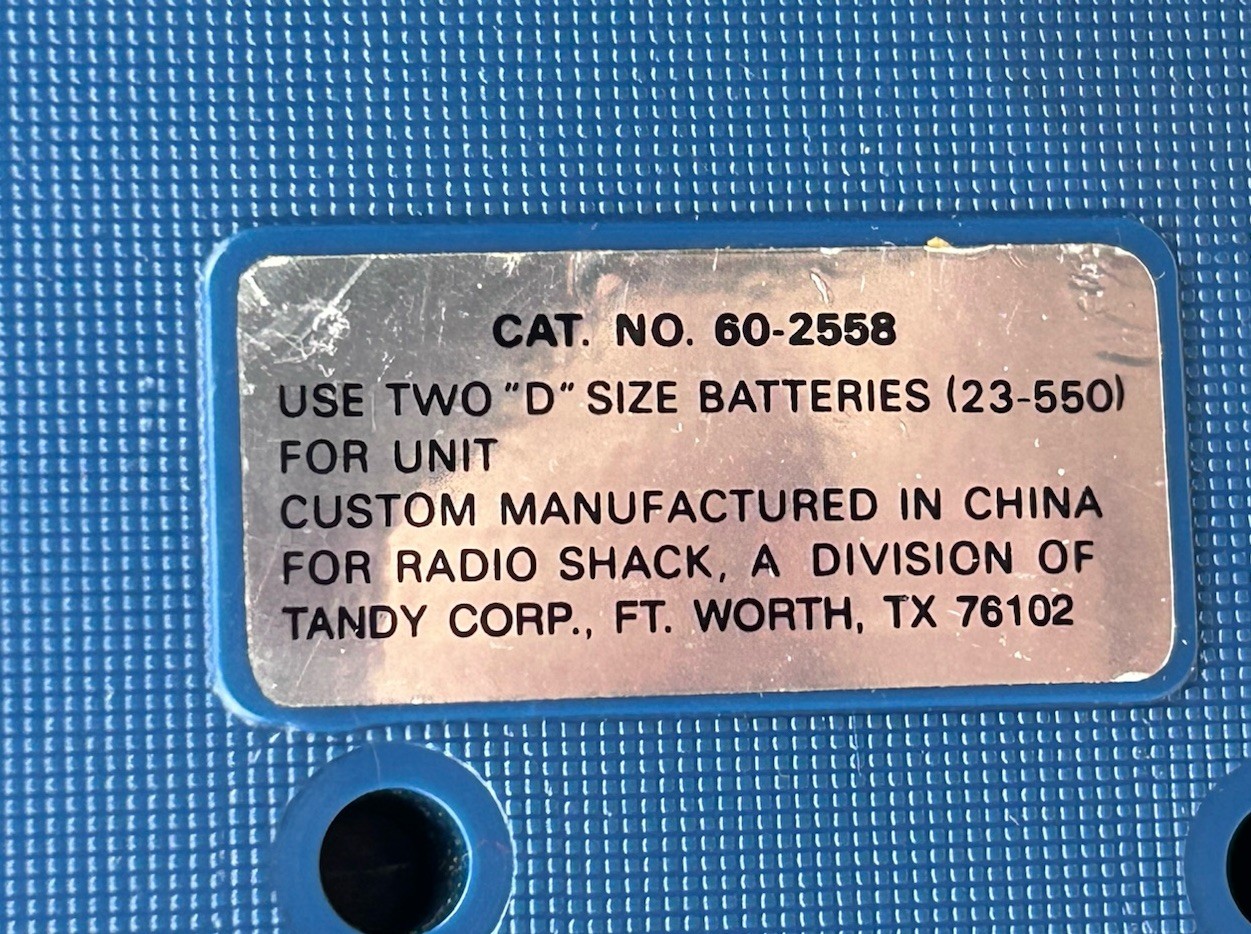 CAT. NO. 60-2558
USE TWO "D" SIZE BATTERIES (23-550)
FOR UNIT
CUSTOM MANUFACTURED IN CHINA
FOR RADIO SHACK, A DIVISION OF
TANDY CORP., FT. WORTH, TX 76102